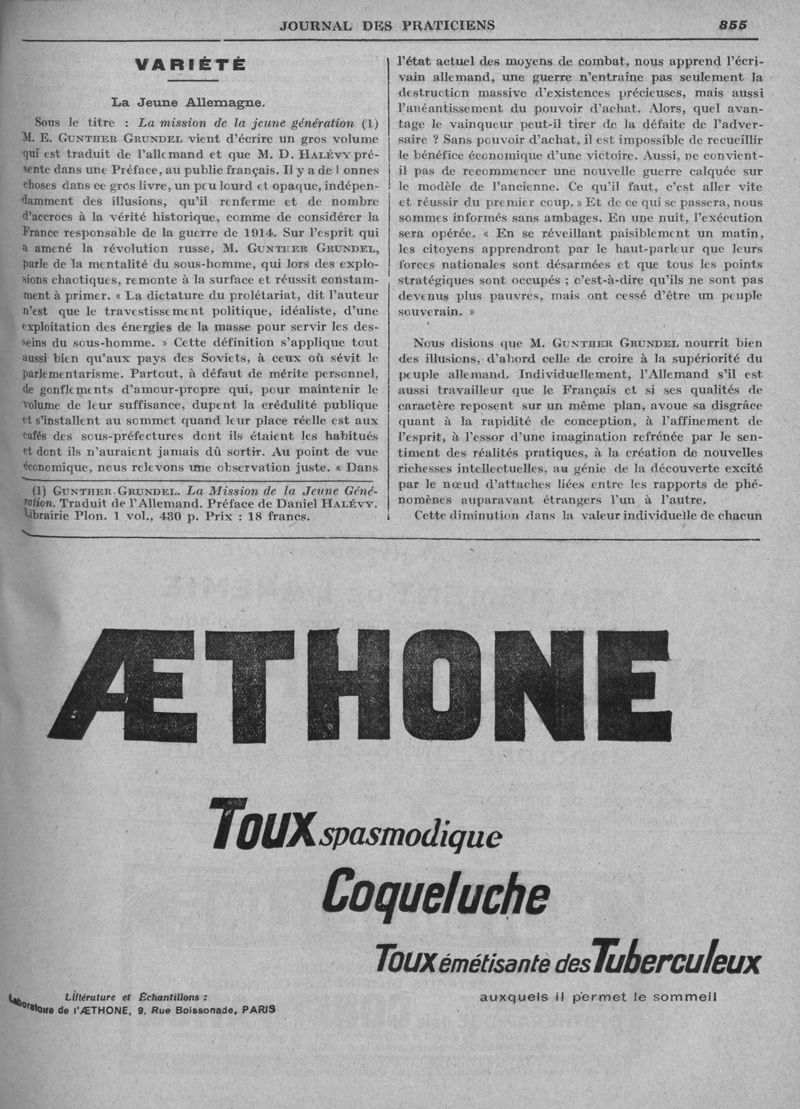 JOURNAL DES PRATICIENS 855
VARIÉTÉ
La Jeune Allemagne.
Sous le titre : La mission de la jeune génération (1)
M. E. GUNTHER GRUNDEL vient d'écrire un gros volume
qui est traduit de l'allemand et que M. D. HALÉVY pré-
sente dans une Préface, au public français. Il y a de bonnes
choses dans ce gros livre, un peu lourd et opaque, indépen-
damment des illusions, qu'il renferme et de nombre
d'accrocs à la vérité historique, comme de considérer la
France responsable de la guerre de 1914. Sur l'esprit qui
a amené la révolution russe, M. GUNTHER GRUNDEL,
parle de la mentalité du sous-homme, qui lors des explo-
sions chaotiques, remonte à la surface et réussit constam-
ment à primer. « La dictature du prolétariat, dit l'auteur
n'est que le travestissement politique, idéaliste, d'une
exploitation des énergies de la masse pour servir les des-
seins du sous-homme. » Cette définition s'applique tout
aussi bien qu'aux pays des Soviets, à ceux où sévit le
parlementarisme. Partout, à défaut de mérite personnel,
de gonflements d'amour-propre qui, pour maintenir le
volume de leur suffisance, dupent la crédulité publique
et s'installent au sommet quand leur place réelle est aux
cafés des sous-préfectures dont ils étaient les habitués
et dont ils n'auraient jamais dû sortir. Au point de vue
économique, nous relevons une observation juste. « Dans
(1) GUNTHER-GRUNDEL. La Mission de la Jeune Géné-
ration. Traduit de l'Allemand. Préface de Daniel HALÉVY.
Librairie Plon. 1 vol., 430 p. Prix : 18 francs.
l'état actuel des moyens de combat, nous apprend l'écri-
vain allemand, une guerre n'entraîne pas seulement la
destruction massive d'existences précieuses, mais aussi
l'anéantissement du pouvoir d'achat. Alors, quel avan-
tage le vainqueur peut-il tirer de la défaite de l'adver-
saire ? Sans pouvoir d'achat, il est impossible de recueillir
le bénéfice économique d'une victoire. Aussi, ne convient-
il pas de recommencer une nouvelle guerre calquée sur
le modèle de l'ancienne. Ce qu'il faut, c'est aller vite
et réussir du premier coup. » Et de ce qui se passera, nous
sommes informés sans ambages. En une nuit, l'exécution
sera opérée. « En se réveillant paisiblement un matin,
les citoyens apprendront par le haut-parleur que leurs
forces nationales sont désarmées et que tous les points
stratégiques sont occupés ; c'est-à-dire qu'ils ne sont pas
devenus plus pauvres, mais ont cessé d'être un peuple
souverain. »
Nous disions que M. GUNTHER GRUNDEL nourrit bien
des illusions, d'abord celle de croire à la supériorité du
peuple allemand. Individuellement, l'Allemand s'il est
aussi travailleur que le Français et si ses qualités de
caractère reposent sur un même plan, avoue sa disgrâce
quant à la rapidité de conception, à l'affinement de
l'esprit, à l'essor d'une imagination refrénée par le sen-
timent des réalités pratiques, à la création de nouvelles
richesses intellectuelles, au génie de la découverte excité
par le nœud d'attaches liées entre les rapports de phé-
nomènes auparavant étrangers l'un à l'autre.
Cette diminution dans la valeur individuelle de chacun
ÆTHONE
Toux spasmodique
Coqueluche
Toux émétisante des Tuberculeux
auxquels il permet le sommeil
Littérature et Échantillons :
Laboratoire de l'ÆTHONE, 9, Rue Boissonade, PARIS